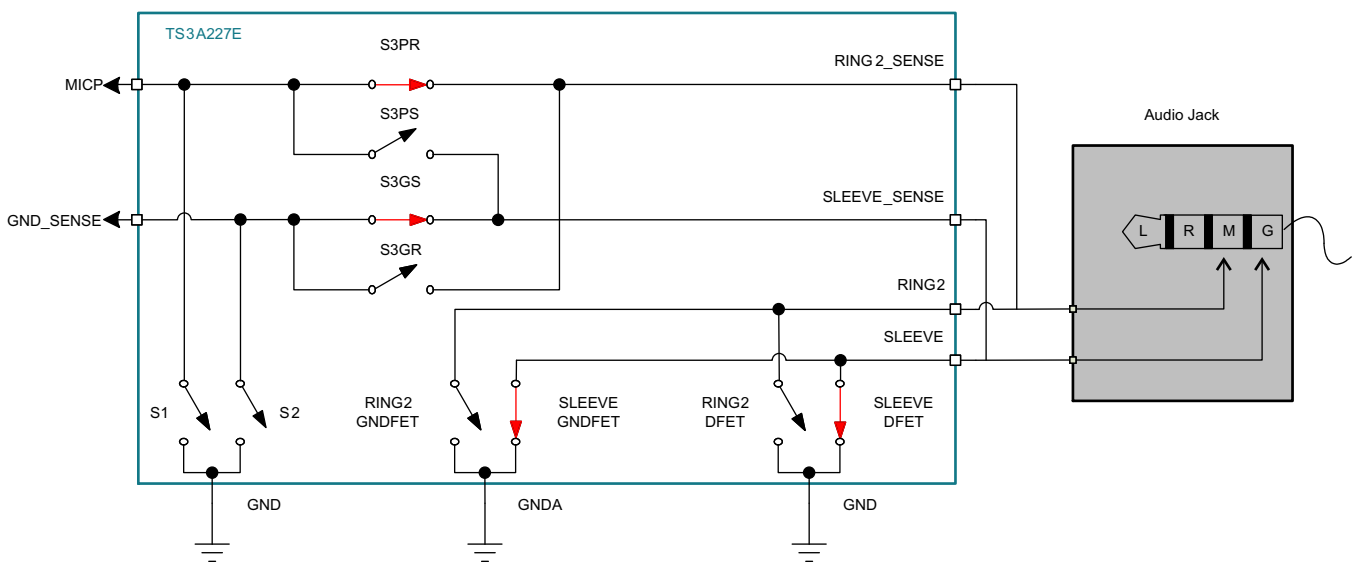 TS3A227E
S3PR
RING2_SENSE
MICP
S3PS
Audio Jack
S3GS
SLEEVE_SENSE
GND_SENSE
L R M G
S3GR
RING2
SLEEVE
S1
S2
RING2
GNDFET
SLEEVE
GNDFET
RING2
DFET
SLEEVE
DFET
GND
GNDA
GND